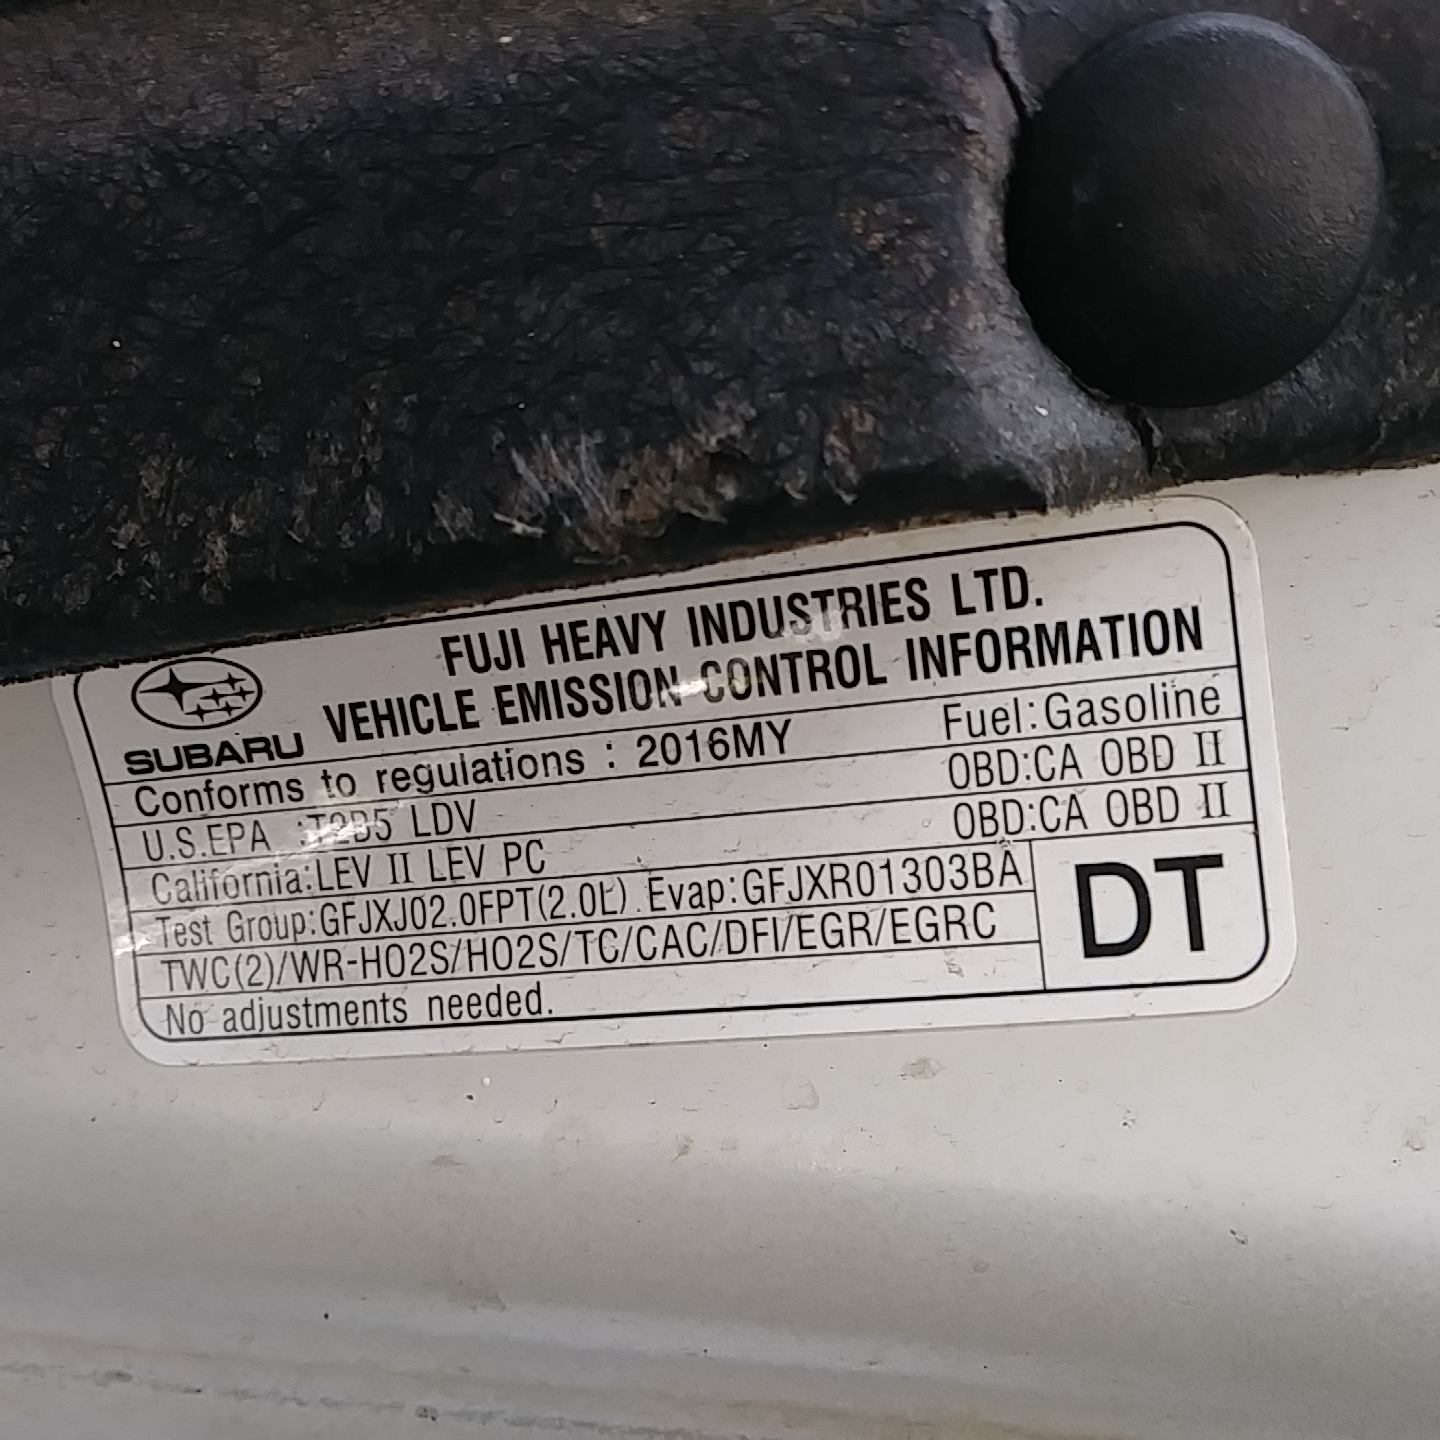 FUJI HEAVY INDUSTRIES LTD.
VEHICLE EMISSION CONTROL INFORMATION
SUBARU
Conforms to regulations : 2016MY Fuel:Gasoline
U.S.EPA :T2B5 LDV OBD:CA OBD II
California:LEV II LEV PC OBD:CA OBD II
Test Group:GFJXJ02.0FPT(2.0L) Evap:GFJXR01303BA
TWC(2)/WR-HO2S/HO2S/TC/CAC/DFI/EGR/EGRC
DT
No adjustments needed.